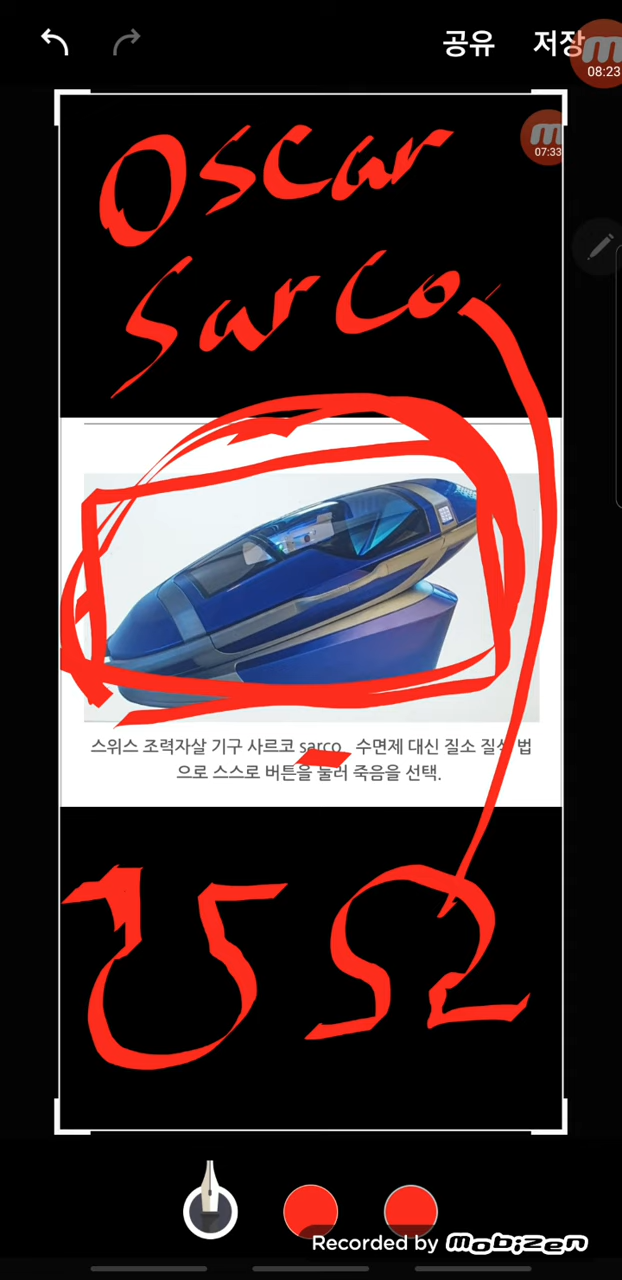 공유 저장
08:23
07:33
Oscar
Sarco
스위스 조력자살 기구 사르코 sarco. 수면제 대신 질소 질식 법
으로 스스로 버튼을 눌러 죽음을 선택.
Ʊ Ω
Recorded by Mobizen